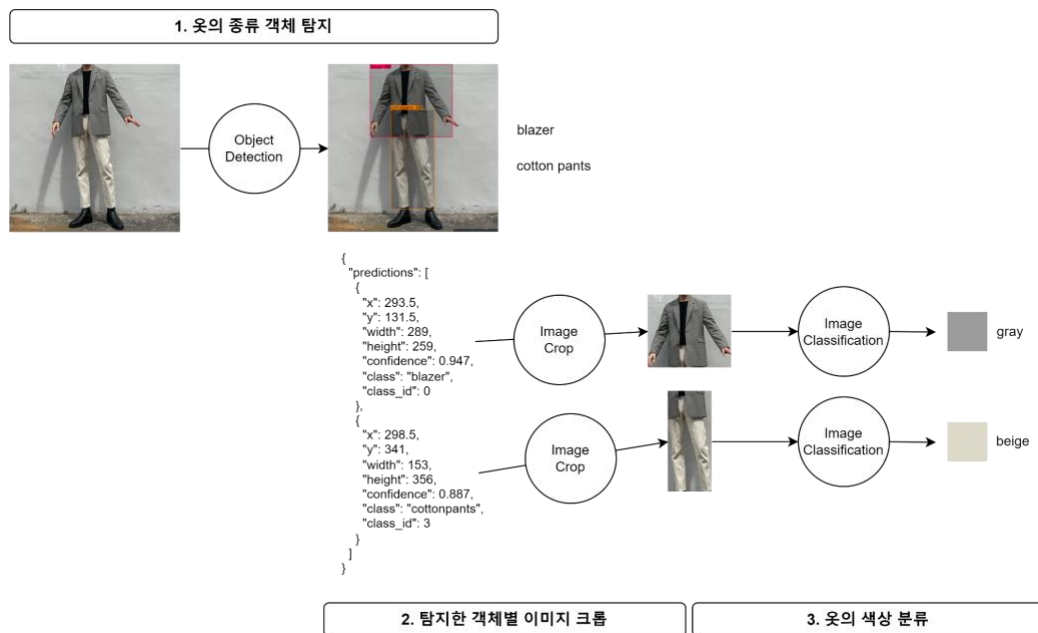 1. 옷의 종류 객체 탐지
Object
Detection
blazer
cotton pants
{
"predictions": [
{
"x": 293.5,
"y": 131.5,
"width": 289,
"height": 259,
"confidence": 0.947,
"class": "blazer",
"class_id": 0
},
{
"x": 298.5,
"y": 341,
"width": 153,
"height": 356,
"confidence": 0.887,
"class": "cottonpants",
"class_id": 3
}
]
}
Image
Crop
Image
Classification
gray
Image
Crop
Image
Classification
beige
2. 탐지한 객체별 이미지 크롭
3. 옷의 색상 분류